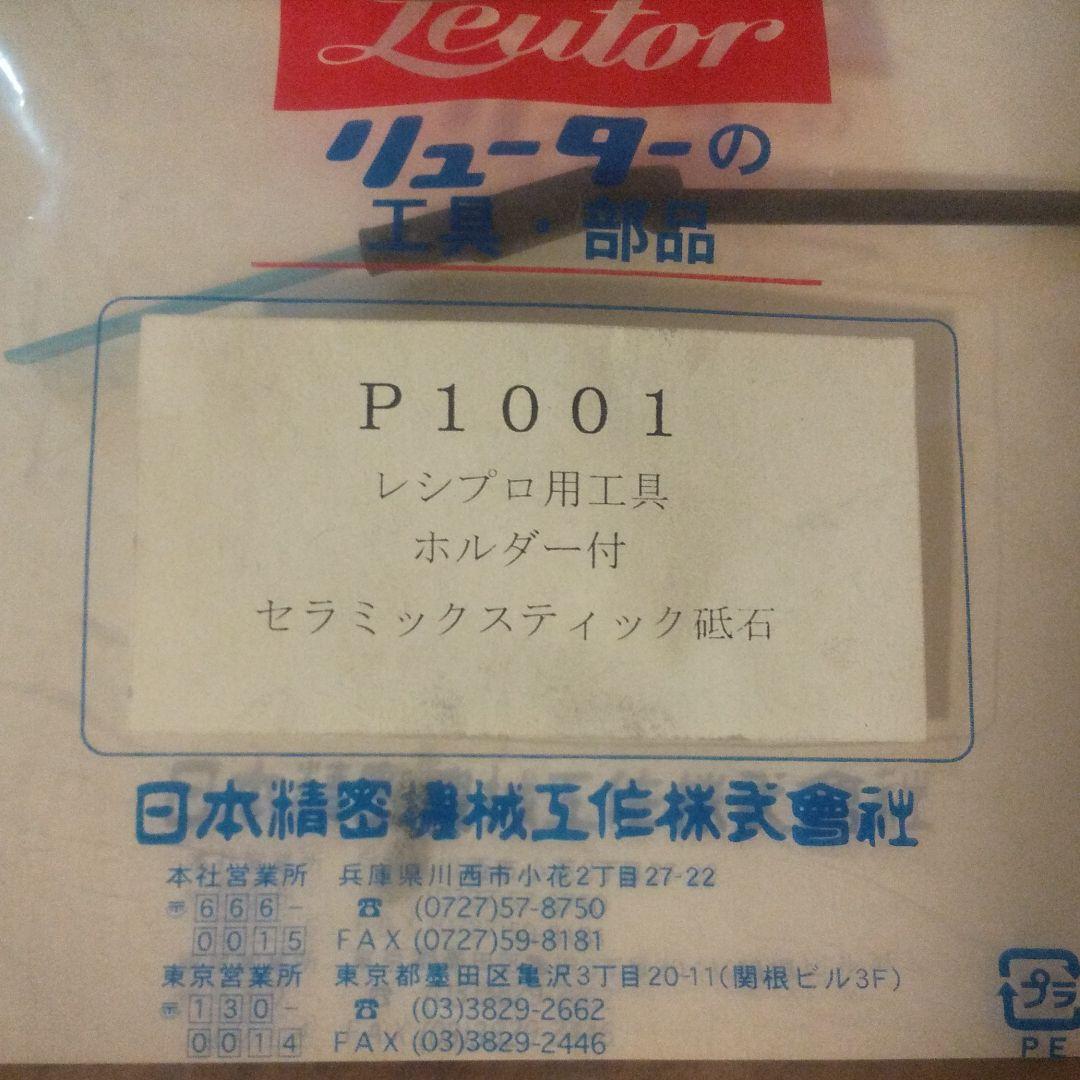 Leutor
リューターの
工具・部品
P1001
レシプロ用工具
ホルダー付
セラミックスティック砥石
日本精密機械工作株式會社
本社営業所 兵庫県川西市小花2丁目27-22
〒666- ☎ (0727)57-8750
0015 FAX (0727)59-8181
東京営業所 東京都墨田区亀沢3丁目20-11(関根ビル3F)
〒130- ☎ (03)3829-2662
0014 FAX (03)3829-2446
プラ
PE